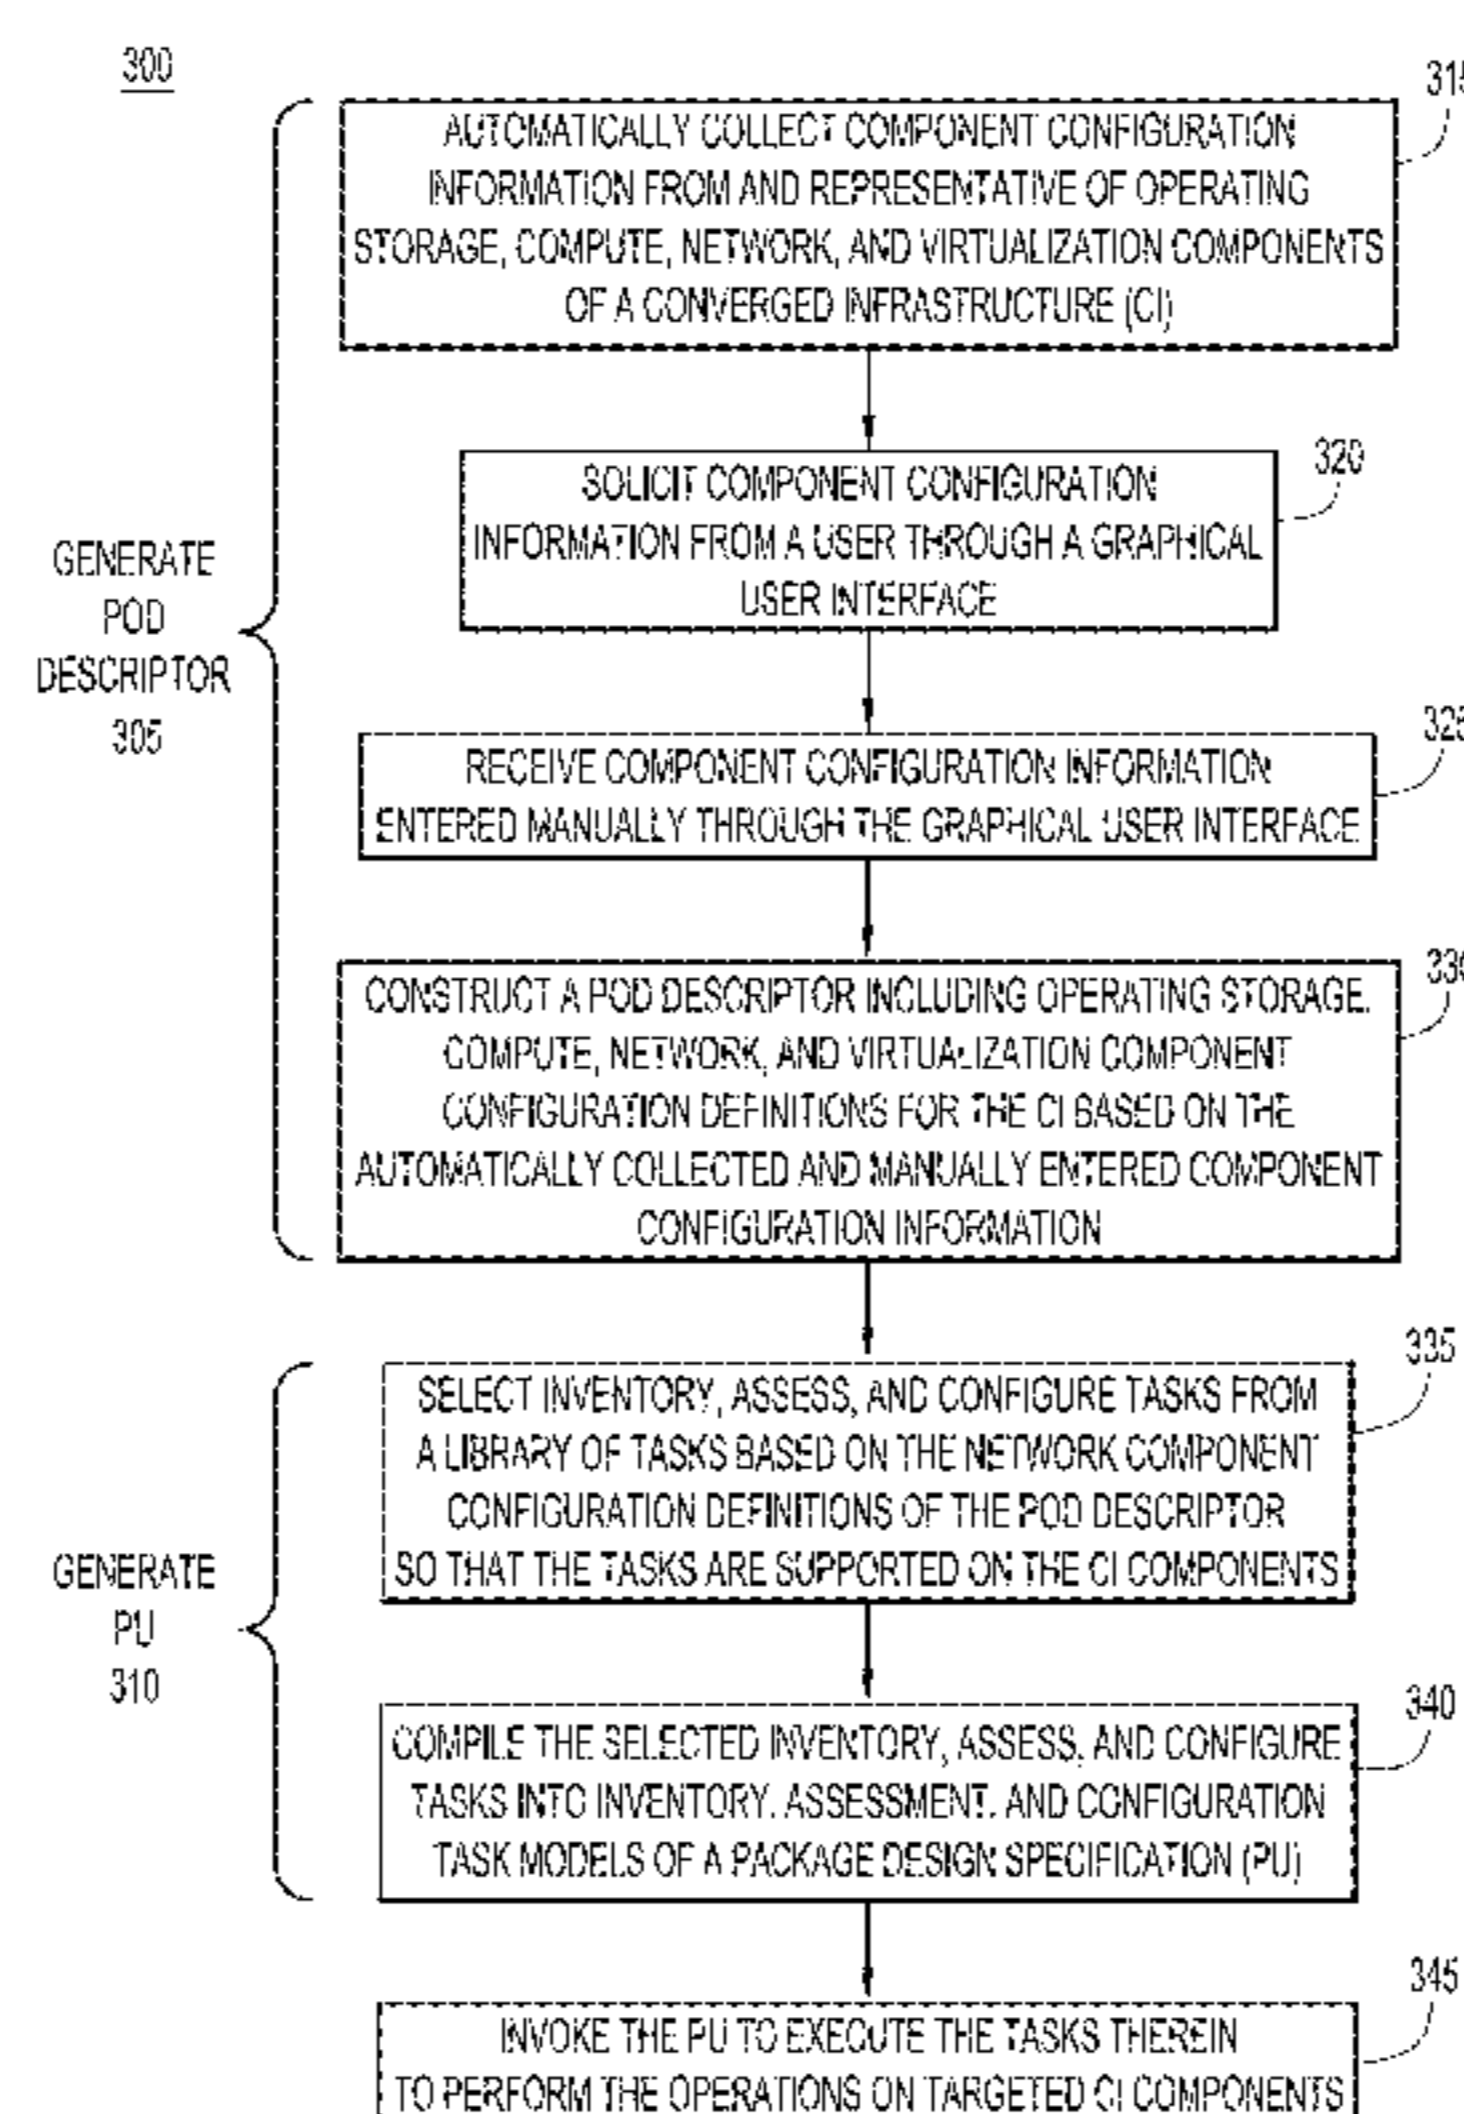 300
315
AUTOMATICALLY COLLECT COMPONENT CONFIGURATION
INFORMATION FROM AND REPRESENTATIVE OF OPERATING
STORAGE, COMPUTE, NETWORK, AND VIRTUALIZATION COMPONENTS
OF A CONVERGED INFRASTRUCTURE (CI)
320
SOLICIT COMPONENT CONFIGURATION
INFORMATION FROM A USER THROUGH A GRAPHICAL
USER INTERFACE
GENERATE
POD
DESCRIPTOR
305
325
RECEIVE COMPONENT CONFIGURATION INFORMATION
ENTERED MANUALLY THROUGH THE GRAPHICAL USER INTERFACE
330
CONSTRUCT A POD DESCRIPTOR INCLUDING OPERATING STORAGE,
COMPUTE, NETWORK, AND VIRTUALIZATION COMPONENT
CONFIGURATION DEFINITIONS FOR THE CI BASED ON THE
AUTOMATICALLY COLLECTED AND MANUALLY ENTERED COMPONENT
CONFIGURATION INFORMATION
335
SELECT INVENTORY, ASSESS, AND CONFIGURE TASKS FROM
A LIBRARY OF TASKS BASED ON THE NETWORK COMPONENT
CONFIGURATION DEFINITIONS OF THE POD DESCRIPTOR
SO THAT THE TASKS ARE SUPPORTED ON THE CI COMPONENTS
GENERATE
PU
310
340
COMPILE THE SELECTED INVENTORY, ASSESS, AND CONFIGURE
TASKS INTO INVENTORY, ASSESSMENT, AND CONFIGURATION
TASK MODELS OF A PACKAGE DESIGN SPECIFICATION (PU)
345
INVOKE THE PU TO EXECUTE THE TASKS THEREIN
TO PERFORM THE OPERATIONS ON TARGETED CI COMPONENTS